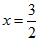 x = 3/2